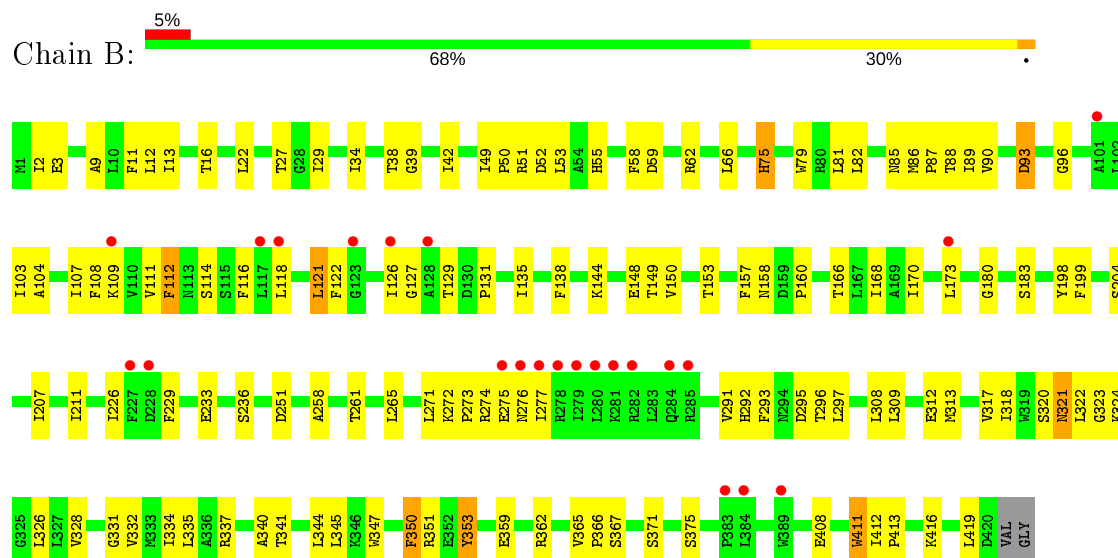 5%
Chain B:
68% 30% •
M1 I2 E3 A9 L10 F11 L12 I13 T16 L22 T27 G28 I29 I34 T38 G39 I42 I49 P50 R51 D52 L53 A54 H55 F58 D59 R62 L66 H75 W79 R80 L81 L82 N85 M86 P87 T88 I89 V90 D93 G96 A101 L102
I103 A104 I107 F108 K109 V110 V111 F112 N113 S114 S115 F116 L117 L118 L121 F122 G123 I126 G127 A128 T129 D130 P131 I135 F138 K144 E148 T149 V150 T153 F157 N158 D159 P160 T166 L167 I168 A169 I170 L173 G180 S183 Y198 F199 S204
I207 I211 I226 F227 D228 F229 E233 S236 D251 A258 T261 L265 L271 K272 P273 R274 E275 N276 I277 R278 I279 L280 K281 R282 L283 Q284 R285 V291 H292 F293 N294 D295 T296 L297 L308 L309 E312 M313 V317 I318 W319 S320 N321 L322 G323 K324
G325 L326 L327 V328 G331 V332 M333 I334 L335 A336 R337 A340 T341 L344 L345 K346 W347 F350 R351 E352 Y353 E359 R362 V365 P366 S367 S371 S375 P383 L384 W389 E408 W411 I412 P413 K416 L419 D420 VAL GLY